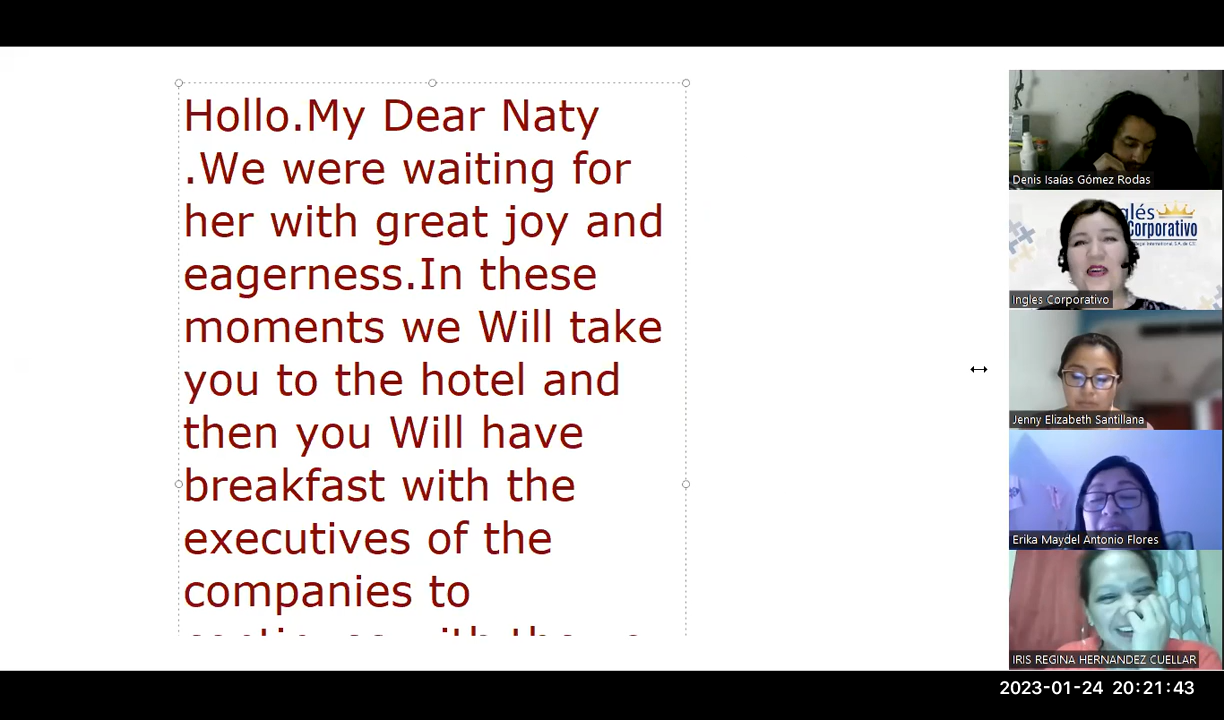 Hollo.My Dear Naty
.We were waiting for
her with great joy and
eagerness.In these
moments we Will take
you to the hotel and
then you Will have
breakfast with the
executives of the
companies to
Denis Isaías Gómez Rodas
glés
Corporativo
Ingles Corporativo
Jenny Elizabeth Santillana
Erika Maydel Antonio Flores
IRIS REGINA HERNANDEZ CUELLAR
2023-01-24 20:21:43